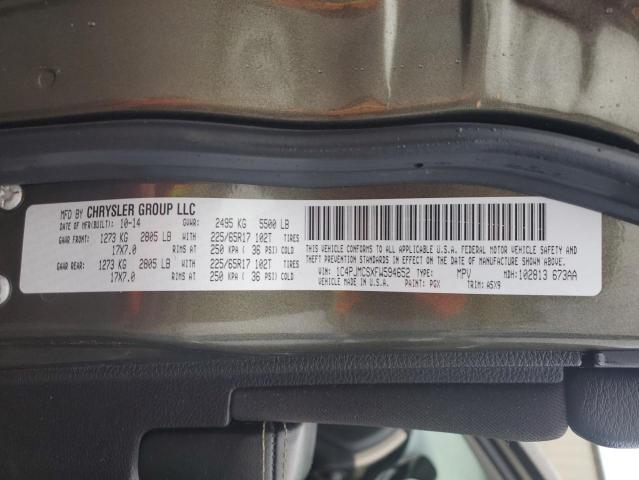 MFD BY CHRYSLER GROUP LLC
DATE OF MFR(BUILT): 10-14 GVWR: 2495 KG 5500 LB
GAWR FRONT: 1273 KG 2805 LB WITH 225/65R17 102T TIRES
17X7.0 RIMS AT 250 KPA ( 36 PSI) COLD
GAWR REAR: 1273 KG 2805 LB WITH 225/65R17 102T TIRES
17X7.0 RIMS AT 250 KPA ( 36 PSI) COLD
THIS VEHICLE CONFORMS TO ALL APPLICABLE U.S.A. FEDERAL MOTOR VEHICLE SAFETY AND
THEFT PREVENTION STANDARDS IN EFFECT ON THE DATE OF MANUFACTURE SHOWN ABOVE.
VIN: 1C4PJMCSXFW594652 TYPE: MPV MDH: 102813 673AA
VEHICLE MADE IN U.S.A. PAINT: PGX TRIM: A5X9